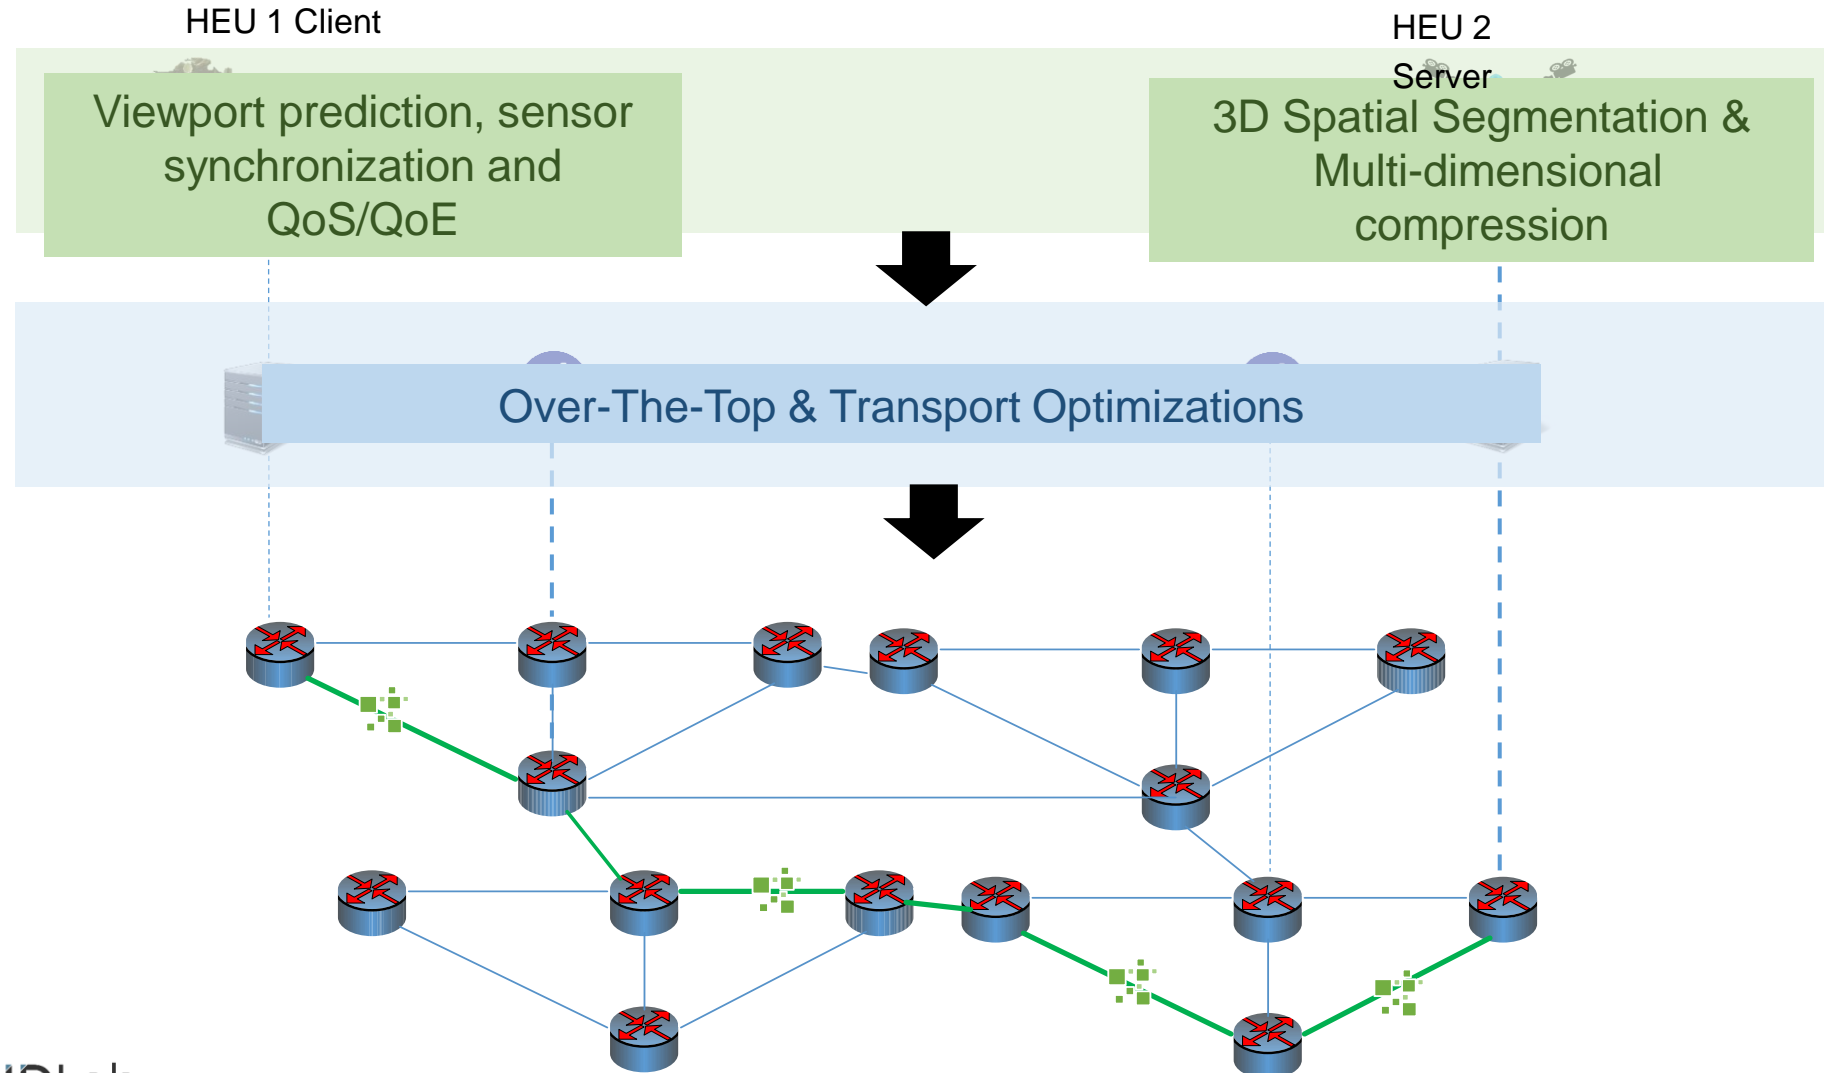 HEU 1 Client
HEU 2
Server
Viewport prediction, sensor
synchronization and
QoS/QoE
3D Spatial Segmentation &
Multi-dimensional
compression
Over-The-Top & Transport Optimizations